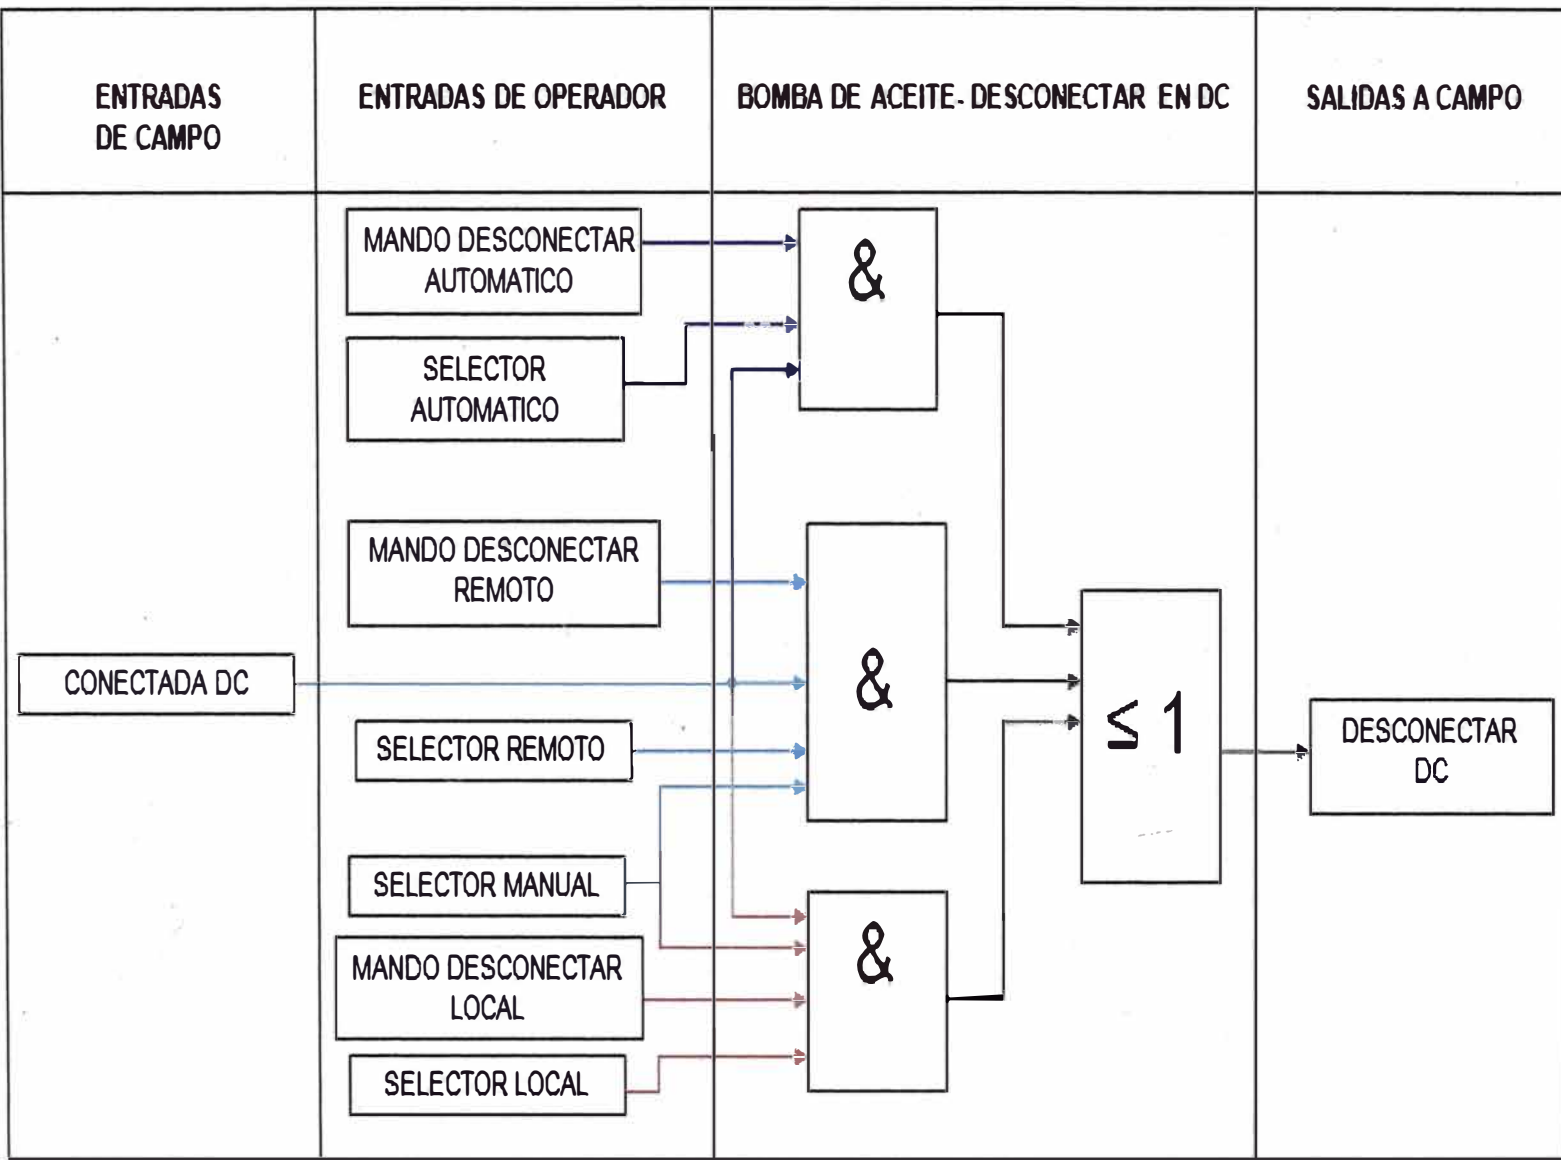 ENTRADAS
DE CAMPO
ENTRADAS DE OPERADOR
BOMBA DE ACEITE- DESCONECTAR EN DC
SALIDAS A CAMPO
MANDO DESCONECTAR
AUTOMATICO
&
SELECTOR
AUTOMATICO
MANDO DESCONECTAR
REMOTO
CONECTADA DC
&
SELECTOR REMOTO
≤ 1
DESCONECTAR
DC
SELECTOR MANUAL
MANDO DESCONECTAR
LOCAL
&
SELECTOR LOCAL